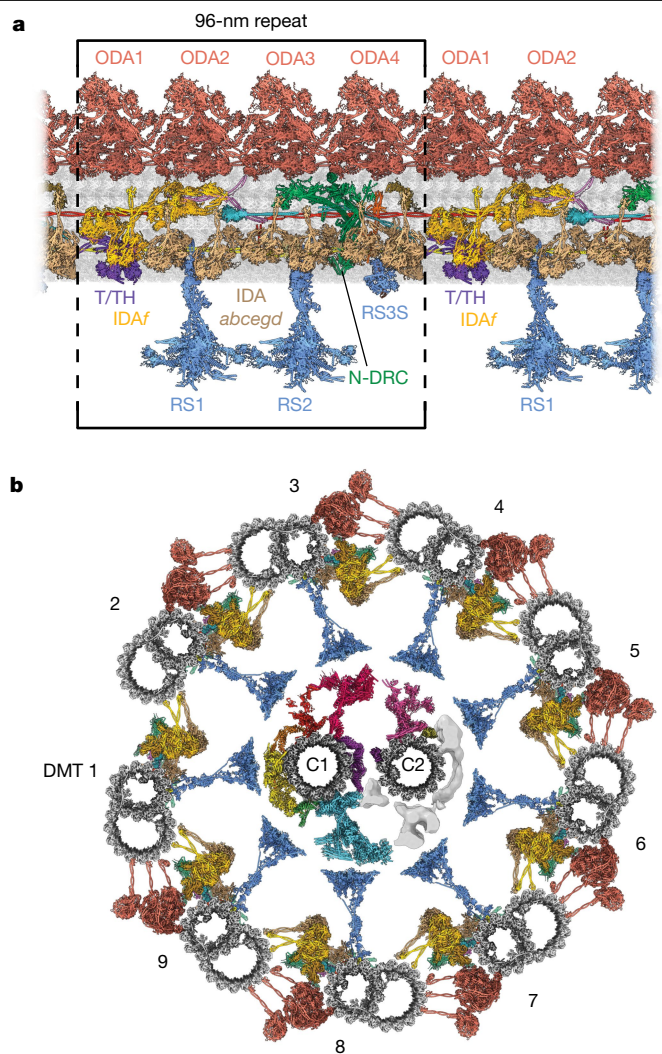 a
96-nm repeat
ODA1 ODA2 ODA3 ODA4 ODA1 ODA2
T/TH IDA RS3S T/TH
IDAf abcegd IDAf
N-DRC
RS1 RS2 RS1
b
3
4
2
5
C1 C2
DMT 1
6
9
7
8